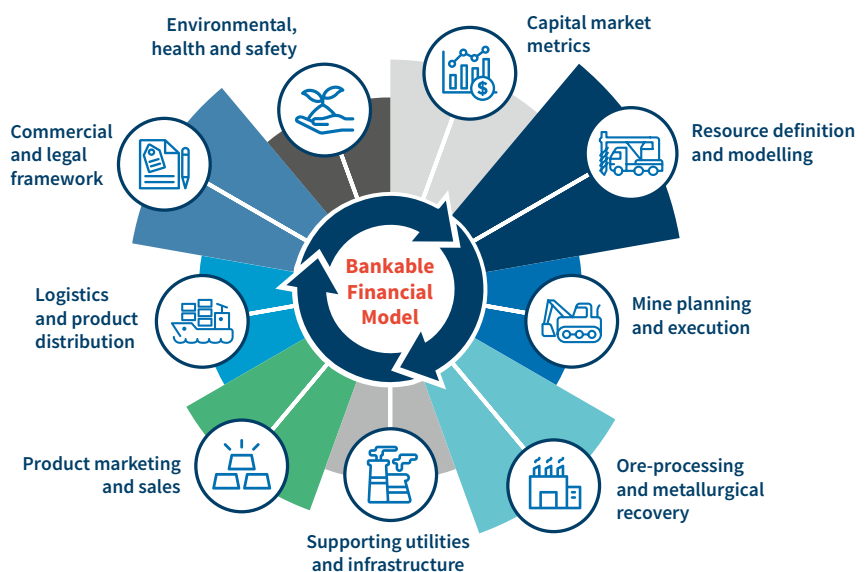 Environmental,
health and safety
Capital market
metrics
$
Resource definition
and modelling
Commercial
and legal
framework
Bankable
Financial
Model
Logistics
and product
distribution
Mine planning
and execution
Product marketing
and sales
Ore-processing
and metallurgical
recovery
Supporting utilities
and infrastructure